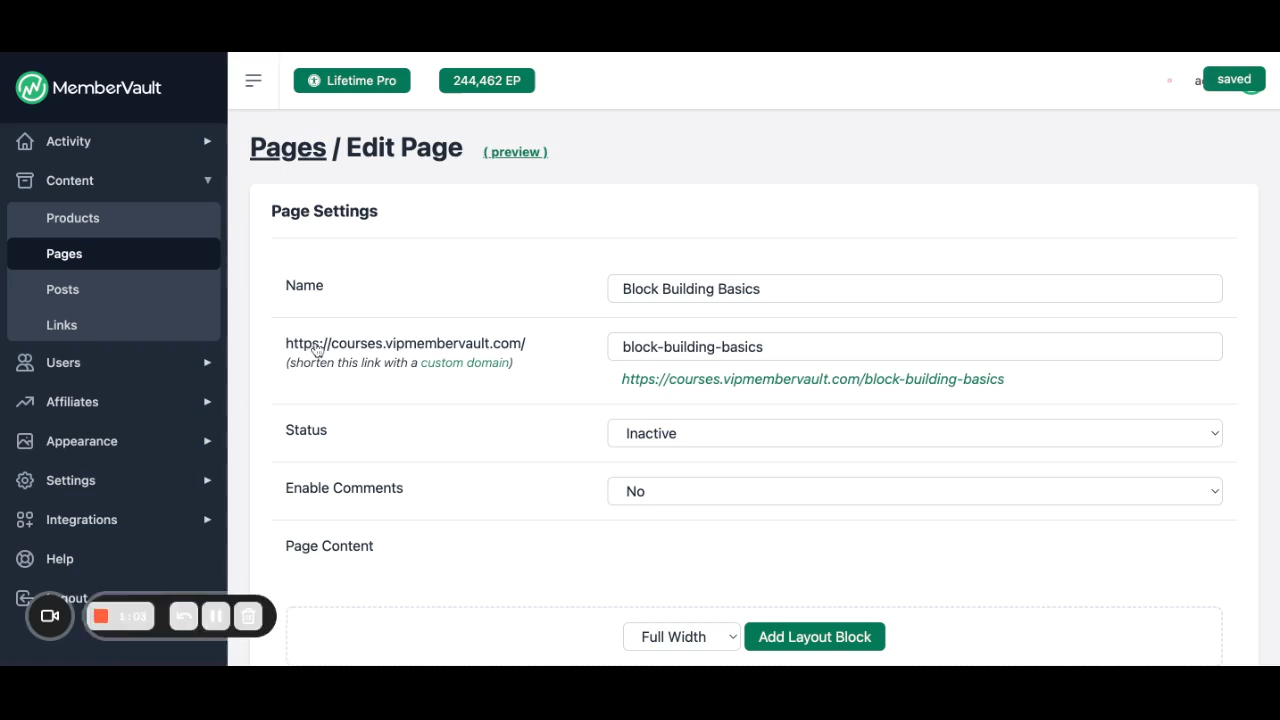 MemberVault
Lifetime Pro
244,462 EP
saved
Activity
Content
Products
Pages
Posts
Links
Users
Affiliates
Appearance
Settings
Integrations
Help
1:03
Pages / Edit Page ( preview )
Page Settings
Name
Block Building Basics
https://courses.vipmembervault.com/
(shorten this link with a custom domain)
block-building-basics
https://courses.vipmembervault.com/block-building-basics
Status
Inactive
Enable Comments
No
Page Content
Full Width
Add Layout Block